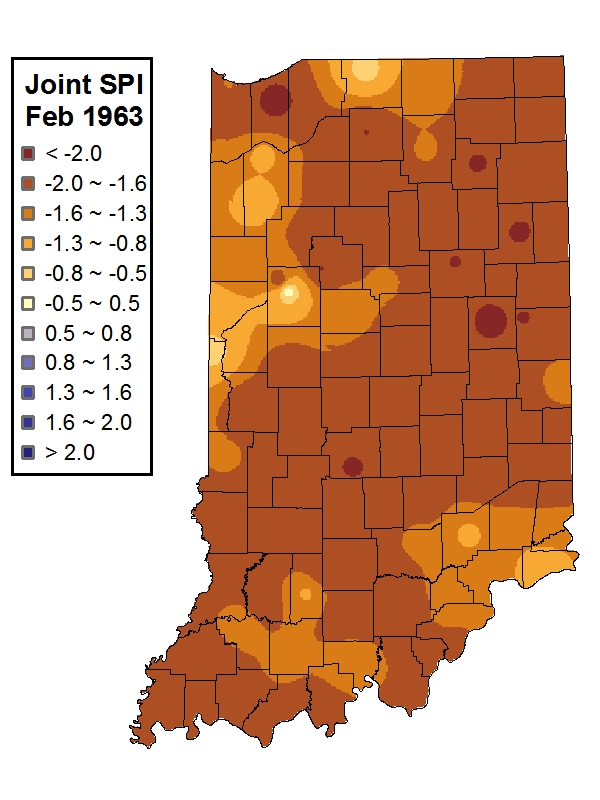 Joint SPI
Feb 1963
< -2.0
-2.0 ~ -1.6
-1.6 ~ -1.3
-1.3 ~ -0.8
-0.8 ~ -0.5
-0.5 ~ 0.5
0.5 ~ 0.8
0.8 ~ 1.3
1.3 ~ 1.6
1.6 ~ 2.0
> 2.0